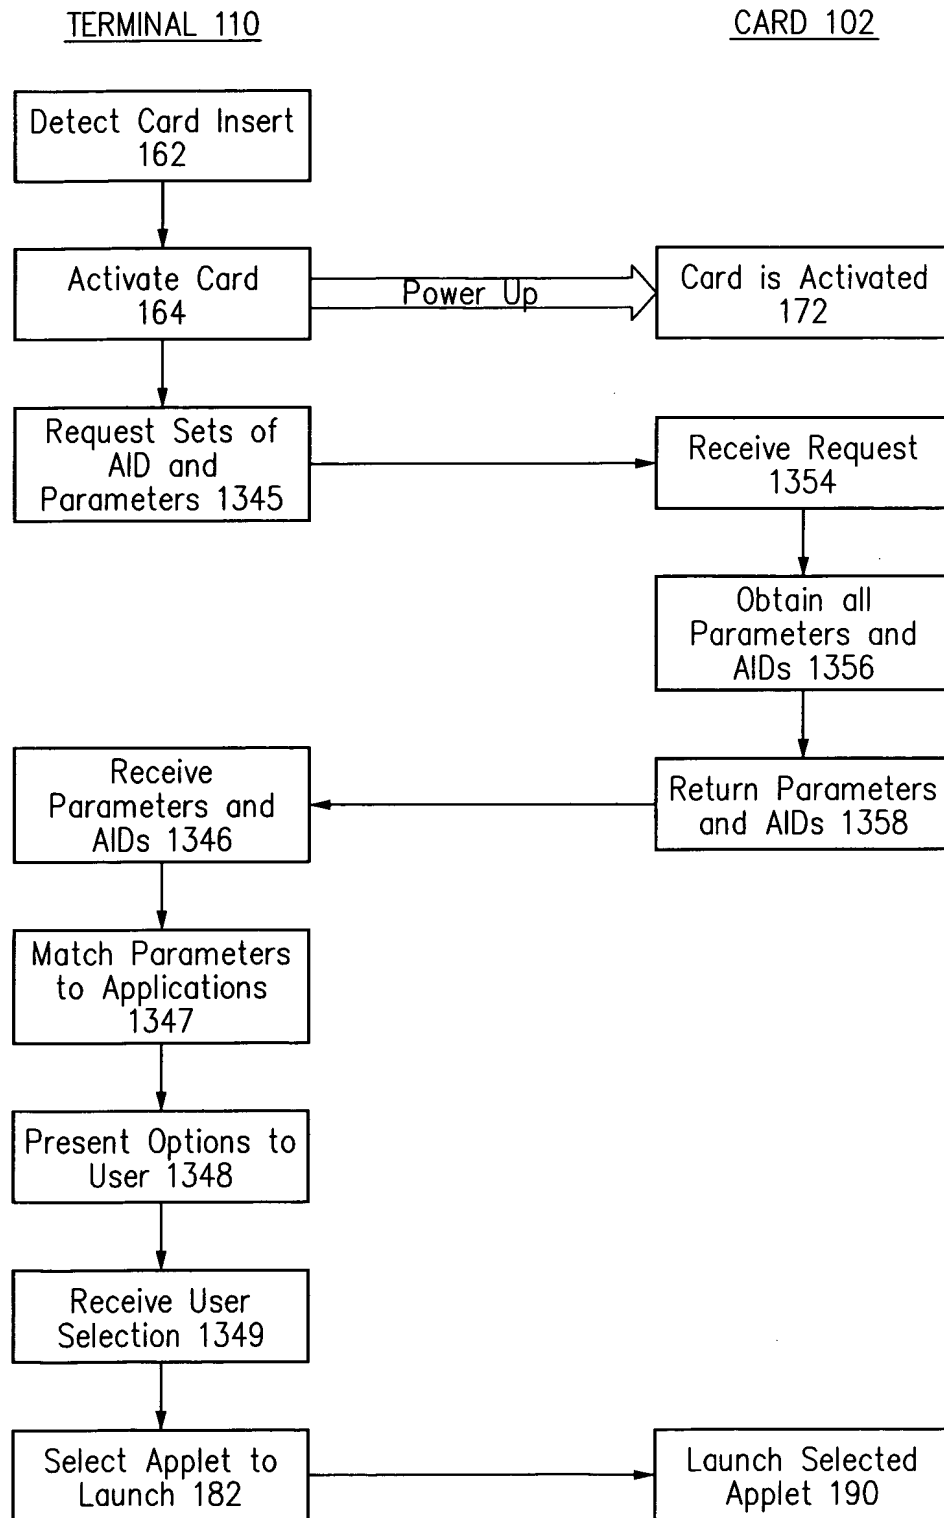 TERMINAL 110
CARD 102
Detect Card Insert
162
Activate Card
164
Power Up
Card is Activated
172
Request Sets of
AID and
Parameters 1345
Receive Request
1354
Obtain all
Parameters and
AIDs 1356
Receive
Parameters and
AIDs 1346
Return Parameters
and AIDs 1358
Match Parameters
to Applications
1347
Present Options to
User 1348
Receive User
Selection 1349
Select Applet to
Launch 182
Launch Selected
Applet 190